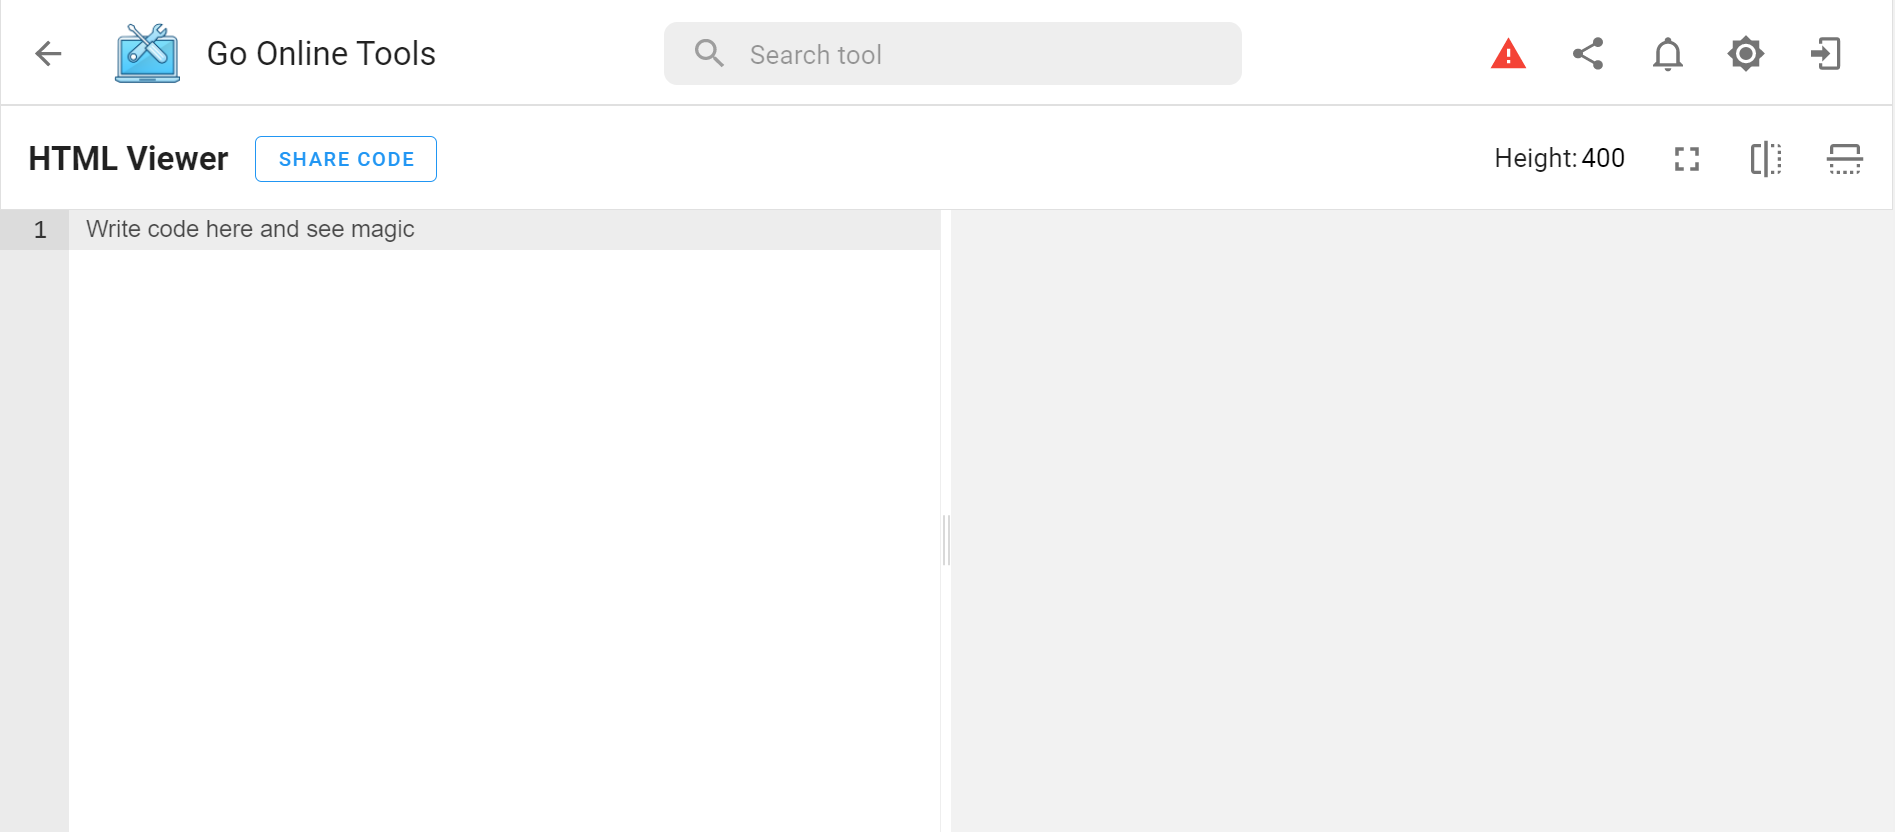 Go Online Tools
Search tool
HTML Viewer
SHARE CODE
Height: 400
1
Write code here and see magic